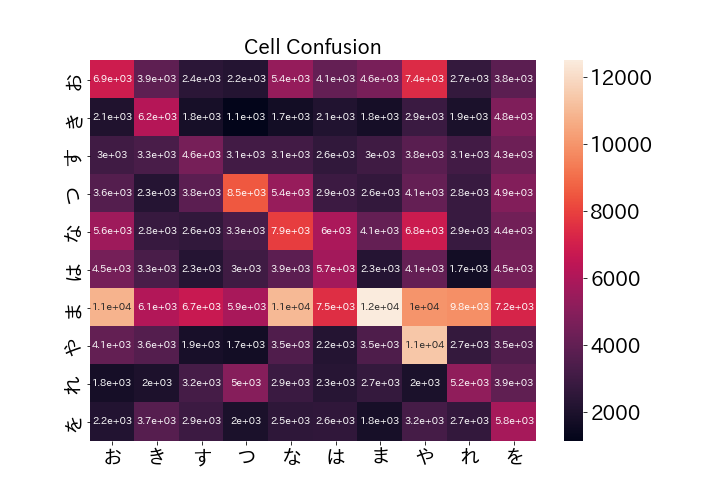 Cell Confusion
お 6.9e+03 3.9e+03 2.4e+03 2.2e+03 5.4e+03 4.1e+03 4.6e+03 7.4e+03 2.7e+03 3.8e+03 12000
き 2.1e+03 6.2e+03 1.8e+03 1.1e+03 1.7e+03 2.1e+03 1.8e+03 2.9e+03 1.9e+03 4.8e+03 10000
す 3e+03 3.3e+03 4.6e+03 3.1e+03 3.1e+03 2.6e+03 3e+03 3.8e+03 3.1e+03 4.3e+03
つ 3.6e+03 2.3e+03 3.8e+03 8.5e+03 5.4e+03 2.9e+03 2.6e+03 4.1e+03 2.8e+03 4.9e+03 8000
な 5.6e+03 2.8e+03 2.6e+03 3.3e+03 7.9e+03 6e+03 4.1e+03 6.8e+03 2.9e+03 4.4e+03
は 4.5e+03 3.3e+03 2.3e+03 3e+03 3.9e+03 5.7e+03 2.3e+03 4.1e+03 1.7e+03 4.5e+03 6000
ま 1.1e+04 6.1e+03 6.7e+03 5.9e+03 1.1e+04 7.5e+03 1.2e+04 1e+04 9.8e+03 7.2e+03
や 4.1e+03 3.6e+03 1.9e+03 1.7e+03 3.5e+03 2.2e+03 3.5e+03 1.1e+04 2.7e+03 3.5e+03 4000
れ 1.8e+03 2e+03 3.2e+03 5e+03 2.9e+03 2.3e+03 2.7e+03 2e+03 5.2e+03 3.9e+03
を 2.2e+03 3.7e+03 2.9e+03 2e+03 2.5e+03 2.6e+03 1.8e+03 3.2e+03 2.7e+03 5.8e+03 2000
お き す つ な は ま や れ を